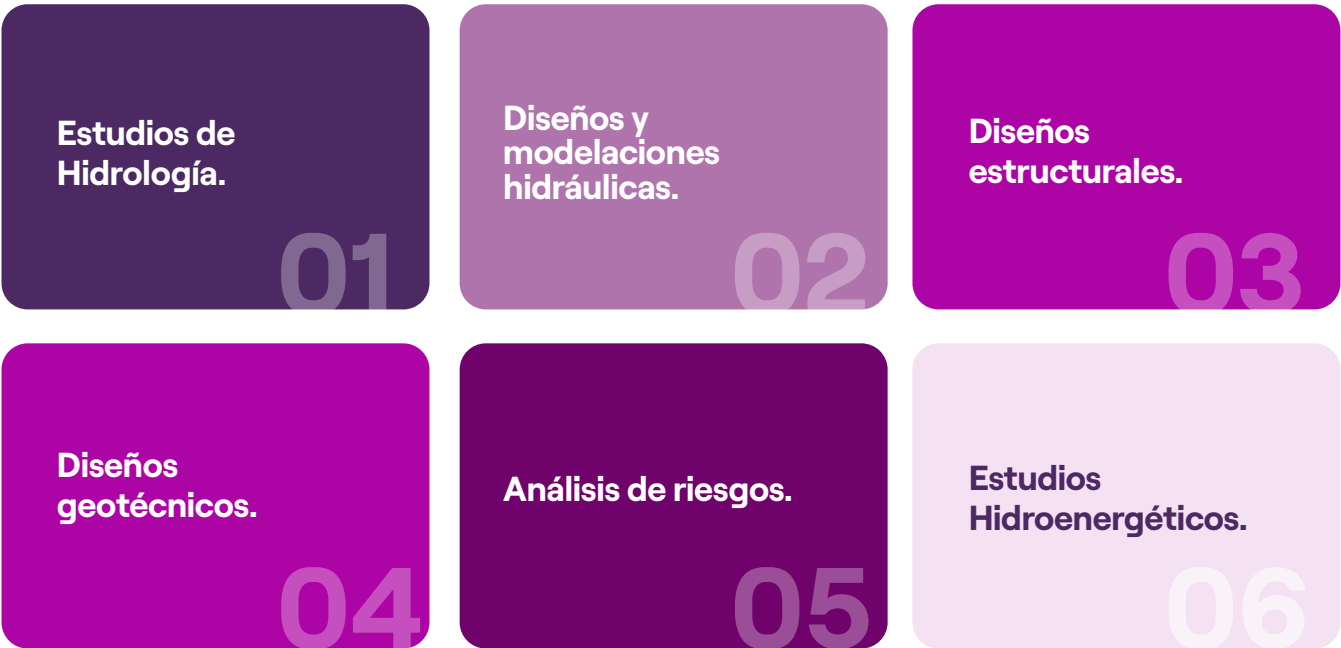 Estudios de
Hidrología.
01
Diseños y
modelaciones
hidráulicas.
02
Diseños
estructurales.
03
Diseños
geotécnicos.
04
Análisis de riesgos.
05
Estudios
Hidroenergéticos.
06